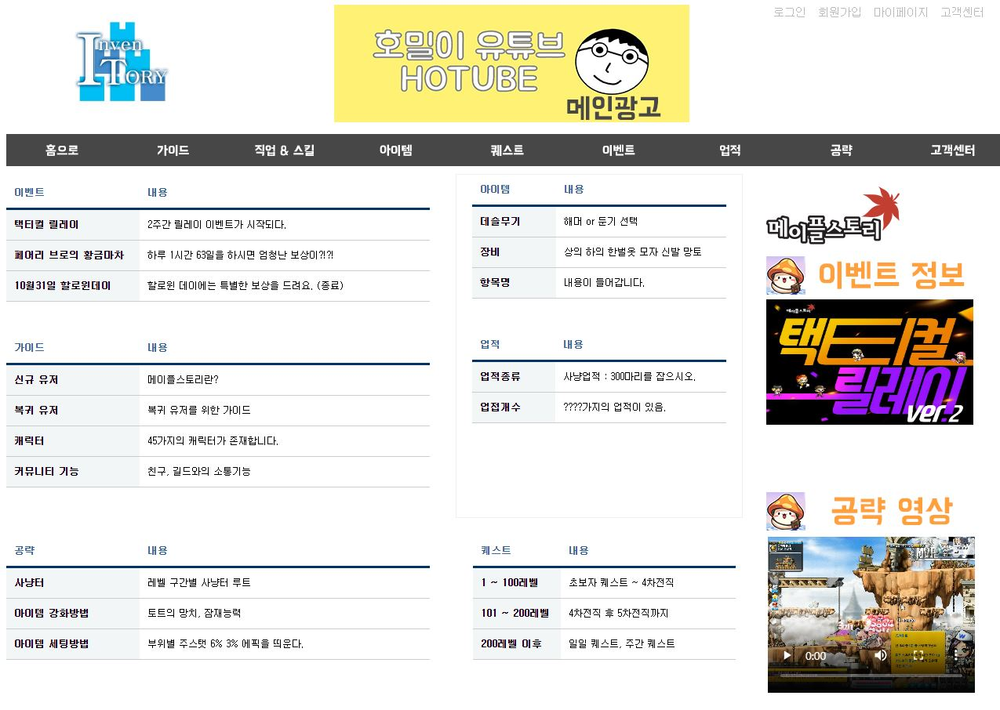 로그인 회원가입 마이페이지 고객센터
Inven
Tory
호밀이 유튜브
HOTUBE
메인광고
홈으로 가이드 직업 & 스킬 아이템 퀘스트 이벤트 업적 공략 고객센터
이벤트 내용
택티컬 릴레이 2주간 릴레이 이벤트가 시작되다.
페어리 브로의 황금마차 하루 1시간 63일을 하시면 엄청난 보상이?!?!
10월31일 할로윈데이 할로윈 데이에는 특별한 보상을 드려요. (종료)
가이드 내용
신규 유저 메이플스토리란?
복귀 유저 복귀 유저를 위한 가이드
캐릭터 45가지의 캐릭터가 존재합니다.
커뮤니티 기능 친구, 길드와의 소통기능
공략 내용
사냥터 레벨 구간별 사냥터 루트
아이템 강화방법 토트의 망치, 잠재능력
아이템 세팅방법 부위별 주스탯 6% 3% 에픽을 띄운다.
아이템 내용
데슬무기 해머 or 둔기 선택
장비 상의 하의 한벌옷 모자 신발 망토
항목명 내용이 들어갑니다.
업적 내용
업적종류 사냥업적 : 300마리를 잡으시오.
업접개수 ????가지의 업적이 있음.
퀘스트 내용
1 ~ 100레벨 초보자 퀘스트 ~ 4차전직
101 ~ 200레벨 4차전직 후 5차전직까지
200레벨 이후 일일 퀘스트, 주간 퀘스트
메이플스토리
이벤트 정보
메이플스토리
택티컬
릴레이
ver.2
공략 영상
0:00